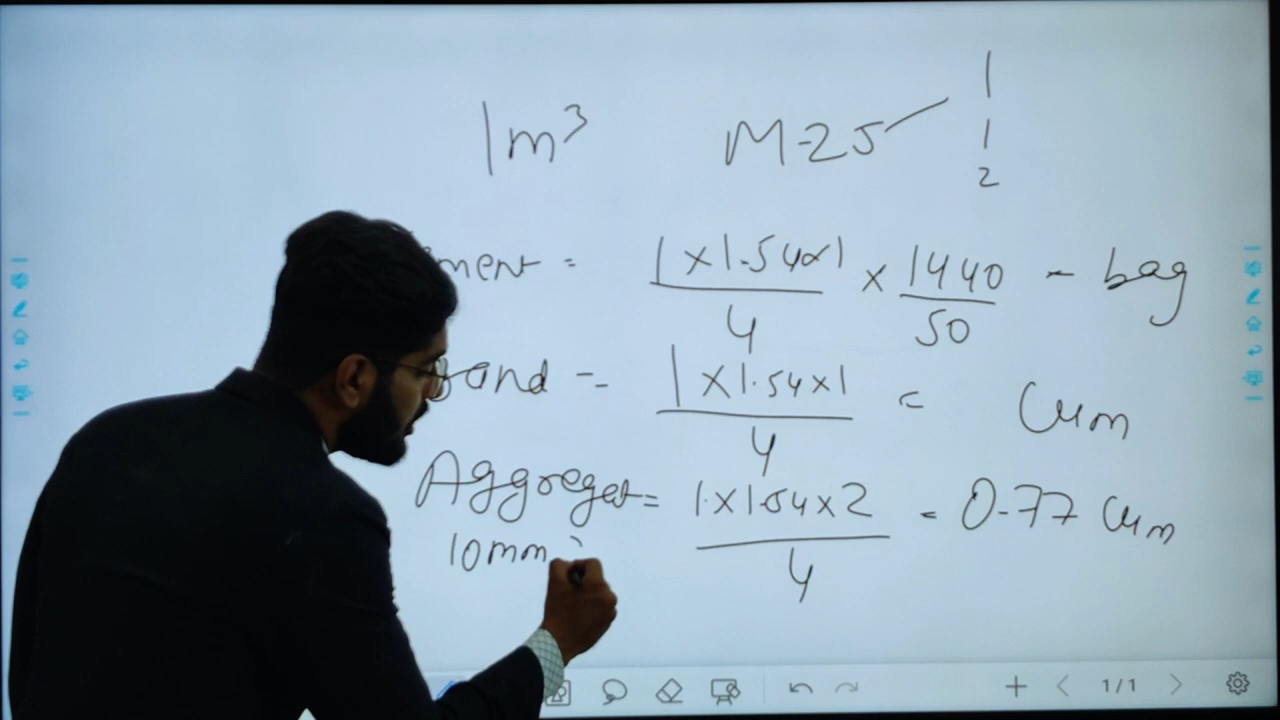 1m³ M-25 1
1
2
ment = 1 x 1.54 x 1 / 4 x 1440 / 50 - bag
Sand = 1 x 1.54 x 1 / 4 = Cum
Aggreget = 1 x 1.54 x 2 / 4 = 0.77 Cum
10mm
1/1